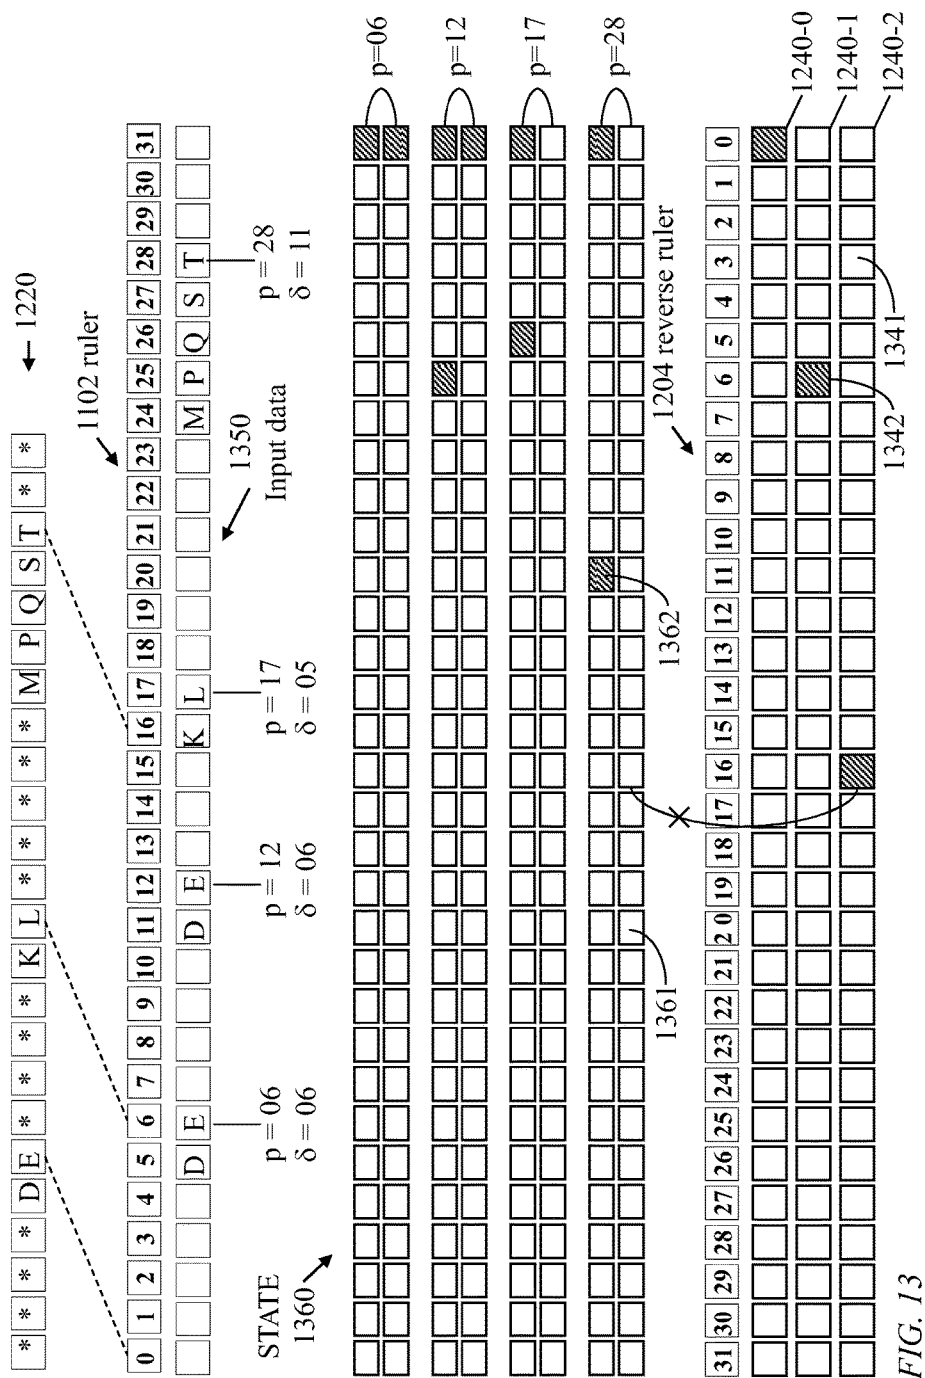 * * * * D E * * * * K L * * * * * M P Q S T * * 1220
1102 ruler
0 1 2 3 4 5 6 7 8 9 10 11 12 13 14 15 16 17 18 19 20 21 22 23 24 25 26 27 28 29 30 31
D E D E K L M P Q S T
1350
Input data
p = 06
δ = 06
p = 12
δ = 06
p = 17
δ = 05
p = 28
δ = 11
STATE
1360
p=06
p=12
p=17
p=28
1361
1362
1204 reverse ruler
31 30 29 28 27 26 25 24 23 22 21 20 19 18 17 16 15 14 13 12 11 10 9 8 7 6 5 4 3 2 1 0
1240-0
1240-1
1240-2
1342
1341
FIG. 13